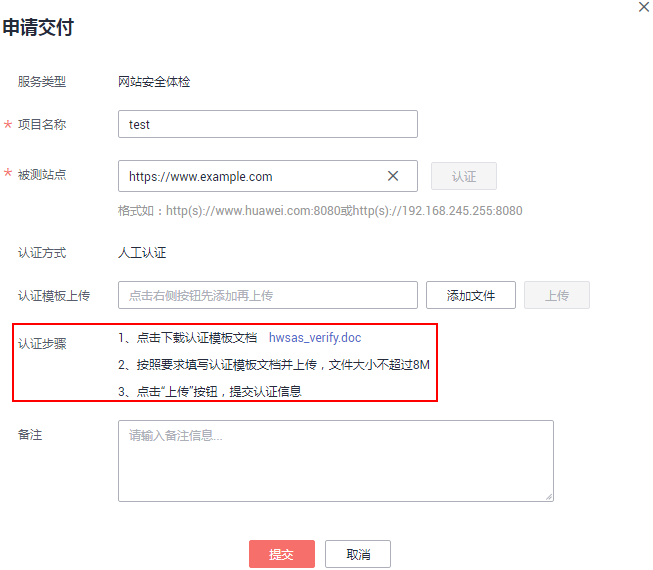 申请交付
服务类型 网站安全体检
* 项目名称 test
* 被测站点 https://www.example.com 认证
格式如：http(s)://www.huawei.com:8080或http(s)://192.168.245.255:8080
认证方式 人工认证
认证模板上传 点击右侧按钮先添加再上传 添加文件 上传
认证步骤 1、点击下载认证模板文档 hwsas_verify.doc
2、按照要求填写认证模板文档并上传，文件大小不超过8M
3、点击“上传”按钮，提交认证信息
备注 请输入备注信息...
提交 取消